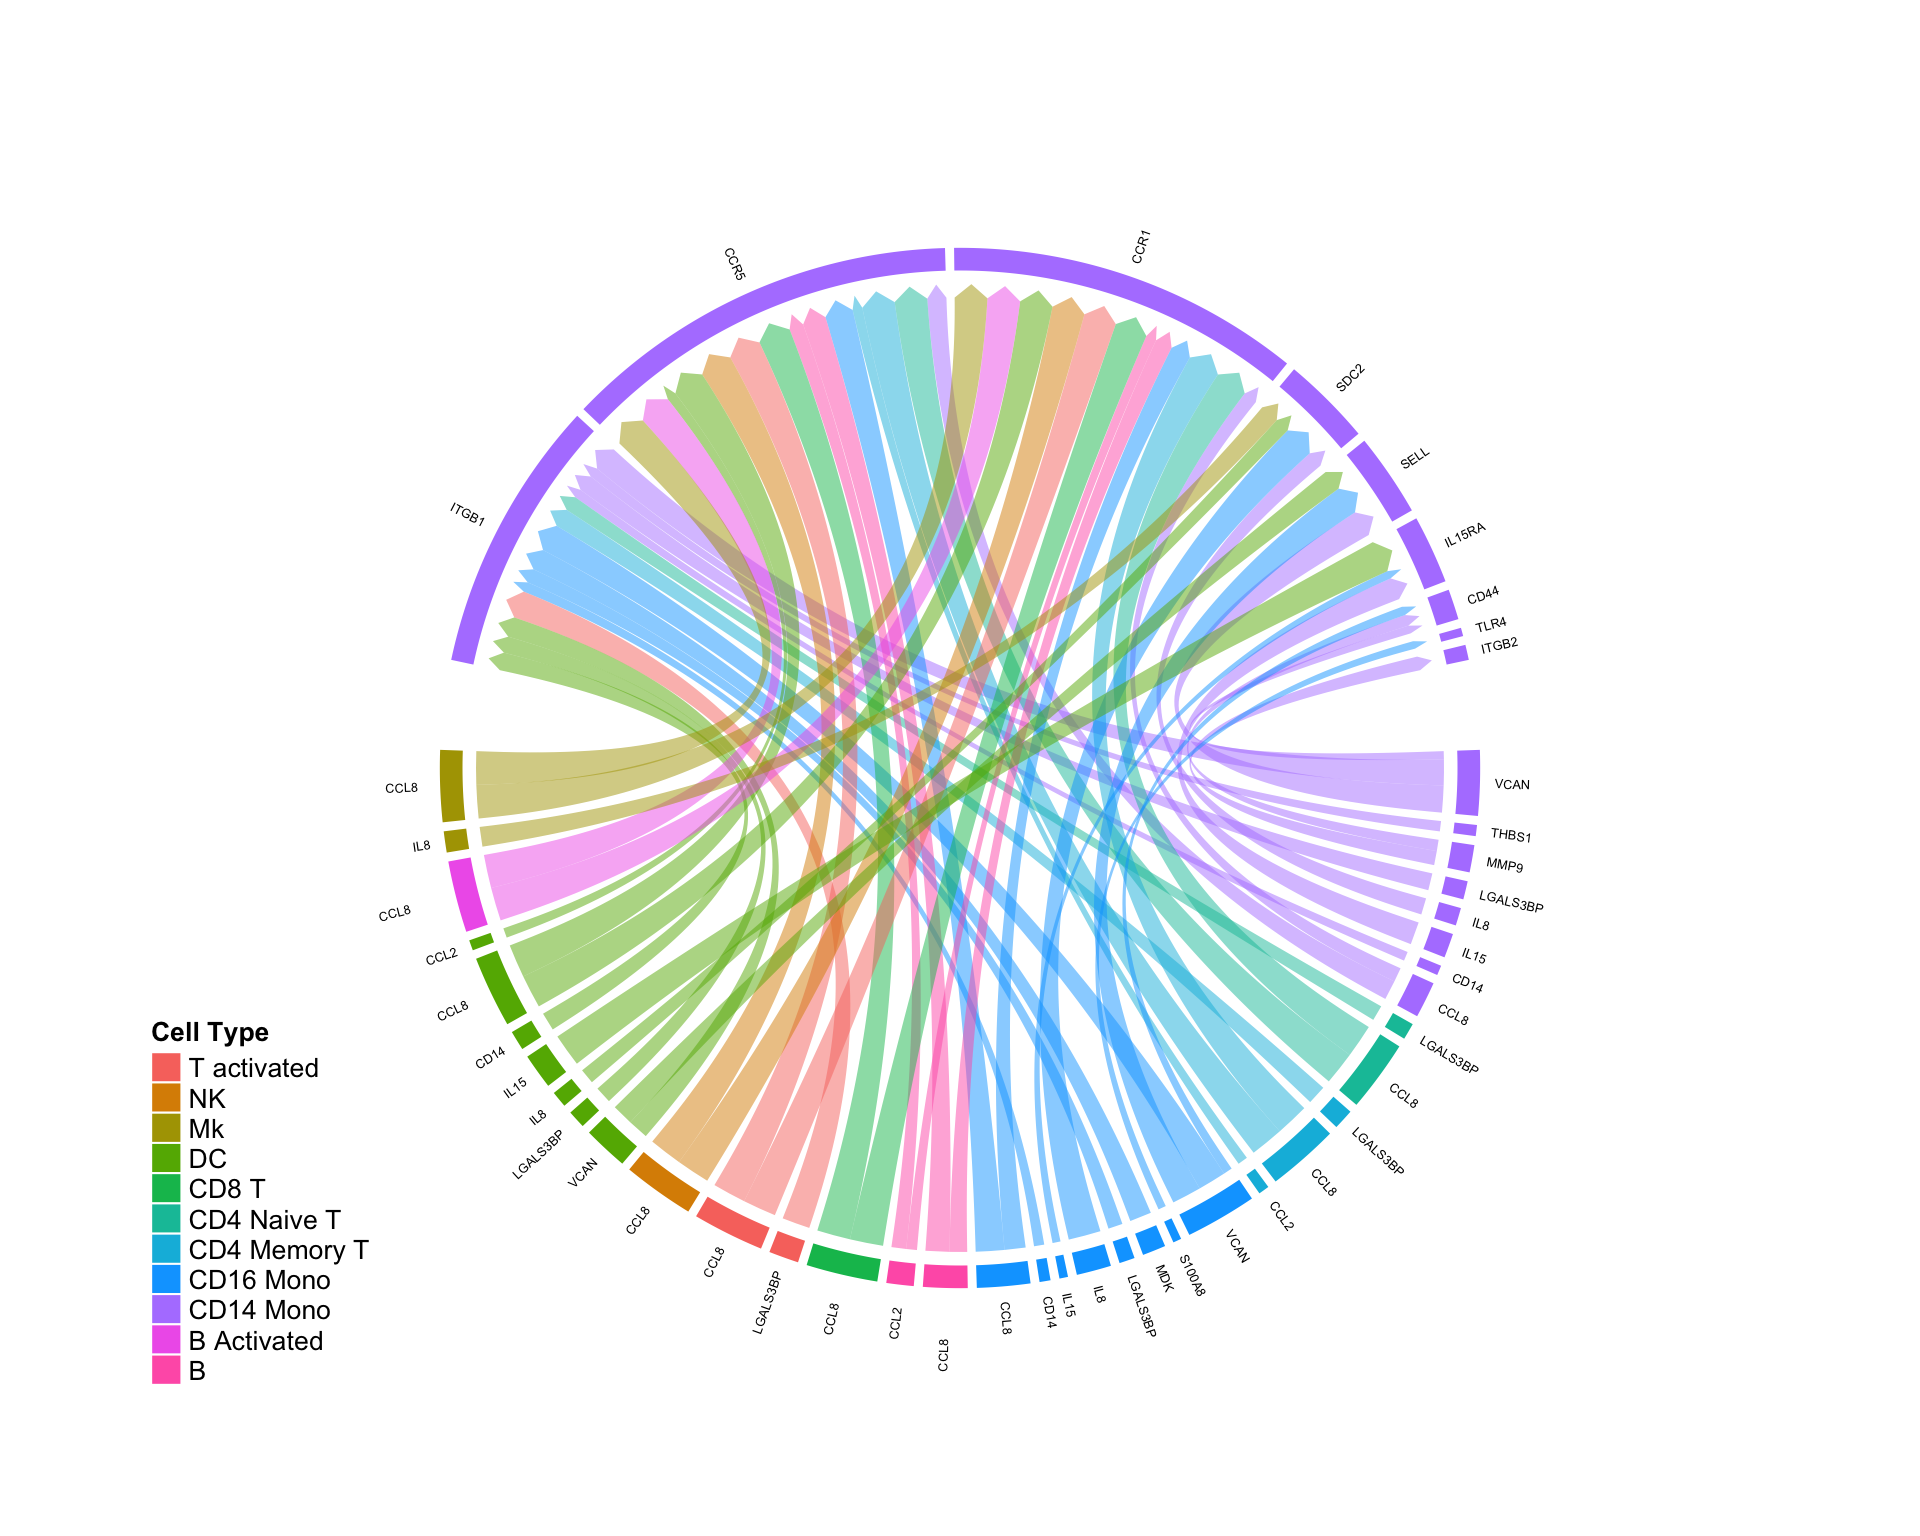 CCR5
CCR1
SDC2
SELL
IL15RA
CD44
TLR4
ITGB2
ITGB1
VCAN
THBS1
MMP9
LGALS3BP
IL8
IL15
CD14
CCL8
LGALS3BP
CCL8
LGALS3BP
CCL8
CCL2
VCAN
S100A8
MDK
LGALS3BP
IL8
IL15
CD14
CCL8
CCL8
CCL2
CCL8
LGALS3BP
CCL8
CCL8
VCAN
LGALS3BP
IL8
IL15
CD14
CCL8
CCL2
CCL8
IL8
CCL8
Cell Type
T activated
NK
Mk
DC
CD8 T
CD4 Naive T
CD4 Memory T
CD16 Mono
CD14 Mono
B Activated
B